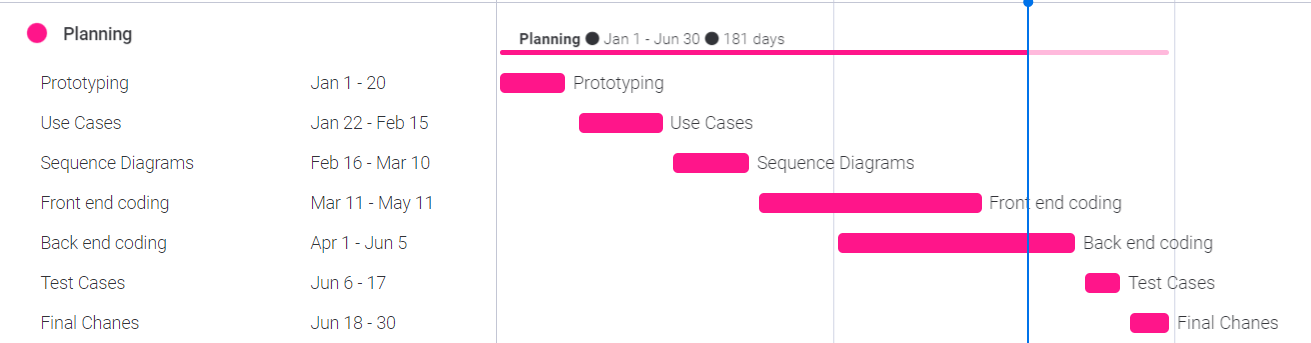 Planning
Planning ● Jan 1 - Jun 30 ● 181 days
Prototyping Jan 1 - 20 Prototyping
Use Cases Jan 22 - Feb 15 Use Cases
Sequence Diagrams Feb 16 - Mar 10 Sequence Diagrams
Front end coding Mar 11 - May 11 Front end coding
Back end coding Apr 1 - Jun 5 Back end coding
Test Cases Jun 6 - 17 Test Cases
Final Chanes Jun 18 - 30 Final Chanes